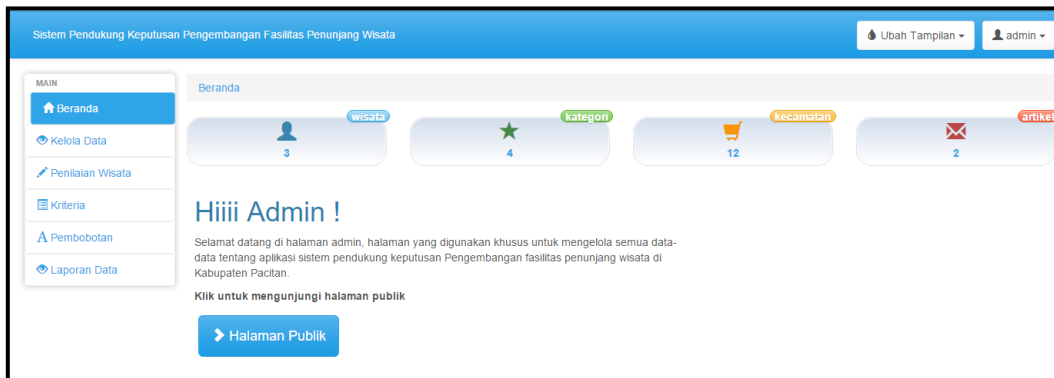 Sistem Pendukung Keputusan Pengembangan Fasilitas Penunjang Wisata
Ubah Tampilan
admin
MAIN
Beranda
Kelola Data
Penilaian Wisata
Kriteria
A Pembobotan
Laporan Data
Beranda
wisata
3
kategori
4
kecamatan
12
artikel
2
Hiiii Admin !
Selamat datang di halaman admin, halaman yang digunakan khusus untuk mengelola semua data-
data tentang aplikasi sistem pendukung keputusan Pengembangan fasilitas penunjang wisata di
Kabupaten Pacitan.
Klik untuk mengunjungi halaman publik
Halaman Publik